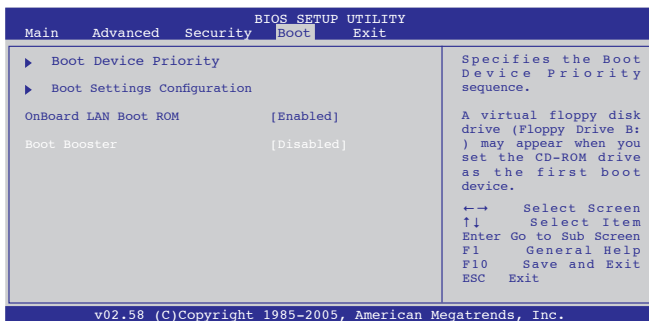 BIOS SETUP UTILITY
Main Advanced Security Boot Exit
Boot Device Priority
Boot Settings Configuration
OnBoard LAN Boot ROM [Enabled]
Boot Booster [Disabled]
Specifies the Boot
Device Priority
sequence.
A virtual floppy disk
drive (Floppy Drive B:
) may appear when you
set the CD-ROM drive
as the first boot
device.
←→ Select Screen
↑↓ Select Item
Enter Go to Sub Screen
F1 General Help
F10 Save and Exit
ESC Exit
v02.58 (C)Copyright 1985-2005, American Megatrends, Inc.